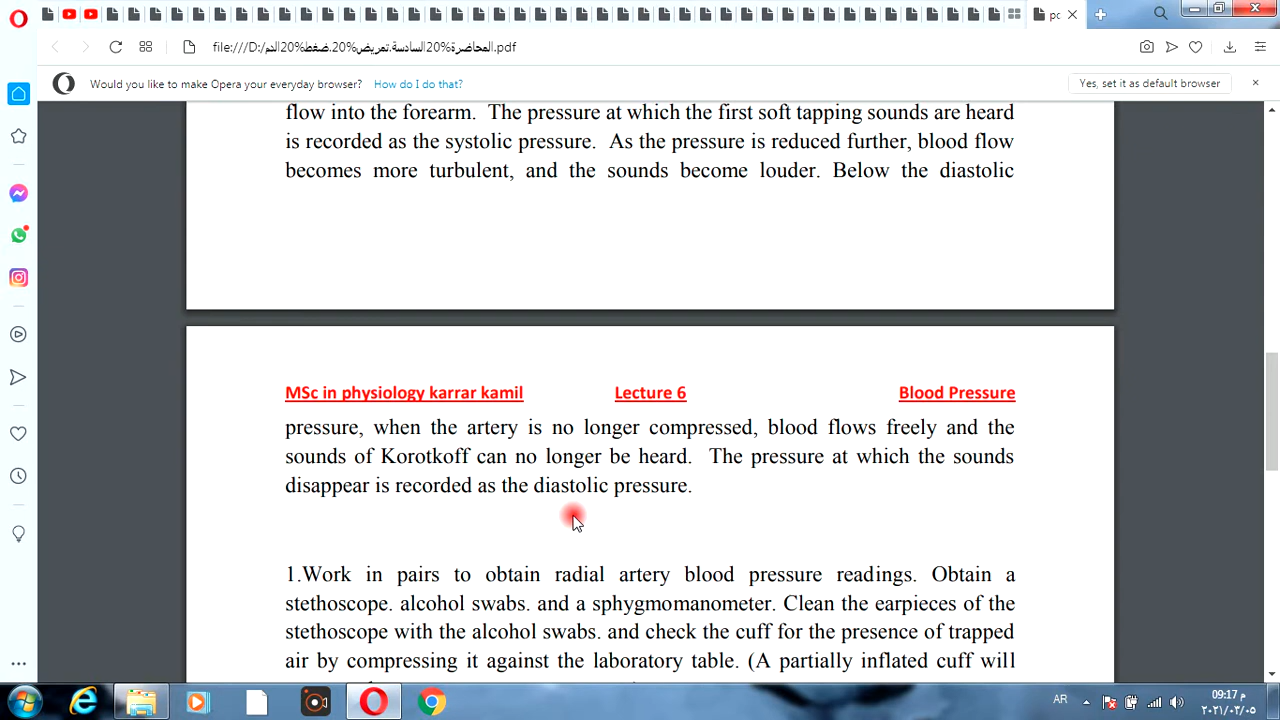 pc
file:///D:/المحاضرة%20السادسة.تمريض%20.ضغط%20الدم.pdf
Would you like to make Opera your everyday browser? How do I do that? Yes, set it as default browser
flow into the forearm. The pressure at which the first soft tapping sounds are heard
is recorded as the systolic pressure. As the pressure is reduced further, blood flow
becomes more turbulent, and the sounds become louder. Below the diastolic
MSc in physiology karrar kamil Lecture 6 Blood Pressure
pressure, when the artery is no longer compressed, blood flows freely and the
sounds of Korotkoff can no longer be heard. The pressure at which the sounds
disappear is recorded as the diastolic pressure.
1.Work in pairs to obtain radial artery blood pressure readings. Obtain a
stethoscope. alcohol swabs. and a sphygmomanometer. Clean the earpieces of the
stethoscope with the alcohol swabs. and check the cuff for the presence of trapped
air by compressing it against the laboratory table. (A partially inflated cuff will
AR
09:17 م
٢٠٢١/٠٣/٠٥